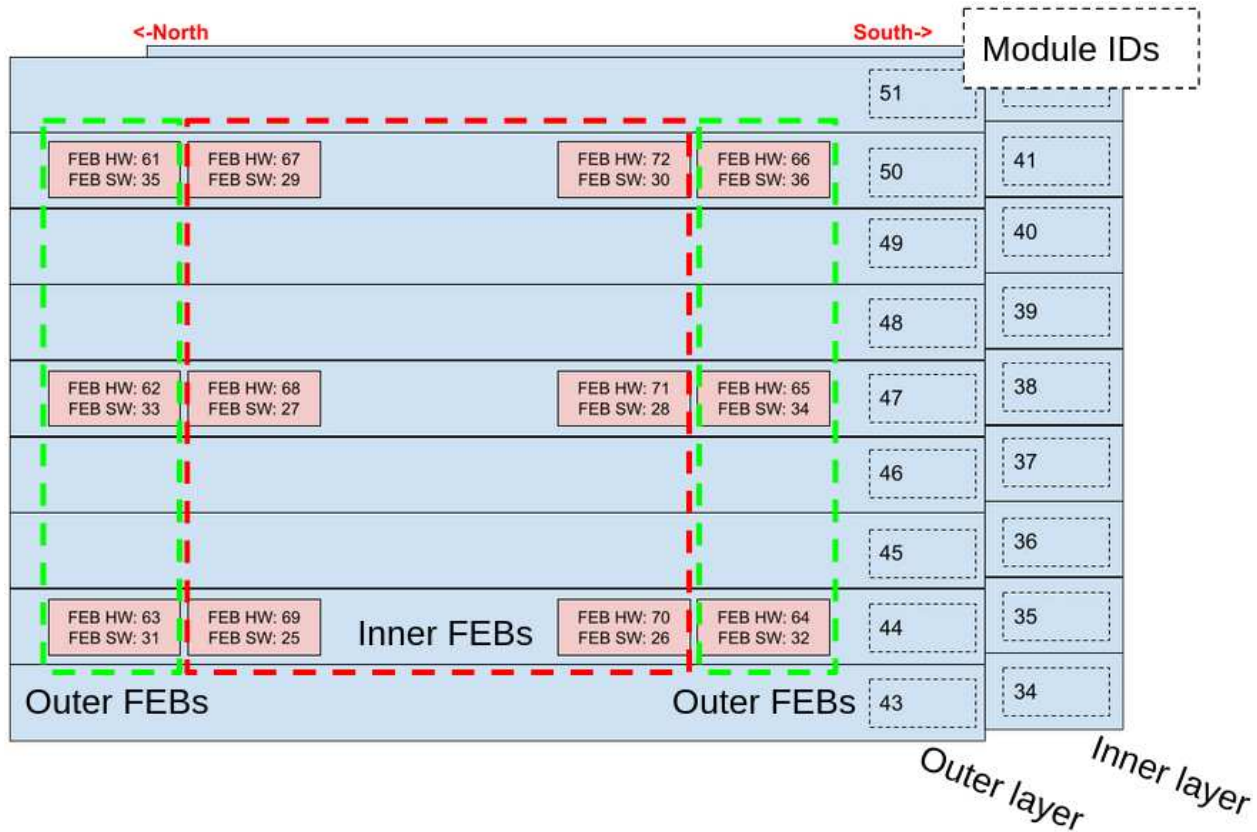 <-North
South->
Module IDs
51
FEB HW: 61
FEB SW: 35
FEB HW: 67
FEB SW: 29
FEB HW: 72
FEB SW: 30
FEB HW: 66
FEB SW: 36
50
41
49
40
48
39
FEB HW: 62
FEB SW: 33
FEB HW: 68
FEB SW: 27
FEB HW: 71
FEB SW: 28
FEB HW: 65
FEB SW: 34
47
38
46
37
45
36
FEB HW: 63
FEB SW: 31
FEB HW: 69
FEB SW: 25
Inner FEBs
FEB HW: 70
FEB SW: 26
FEB HW: 64
FEB SW: 32
44
35
Outer FEBs
Outer FEBs
43
34
Outer layer
Inner layer